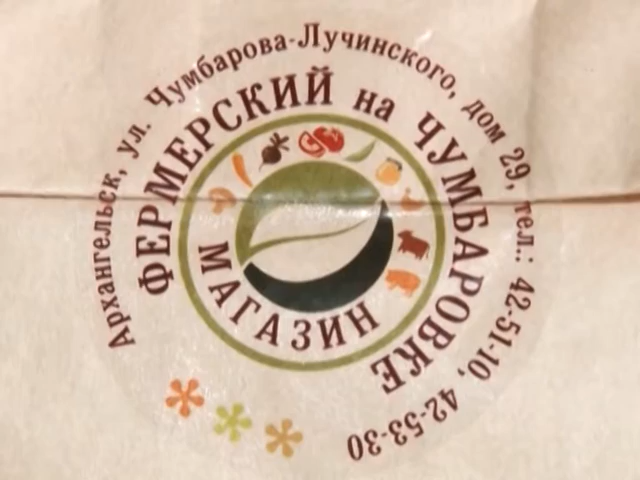 Архангельск, ул. Чумбарова-Лучинского, дом 29, тел.: 42-51-10, 42-53-30
ФЕРМЕРСКИЙ на ЧУМБАРОВКЕ
МАГАЗИН